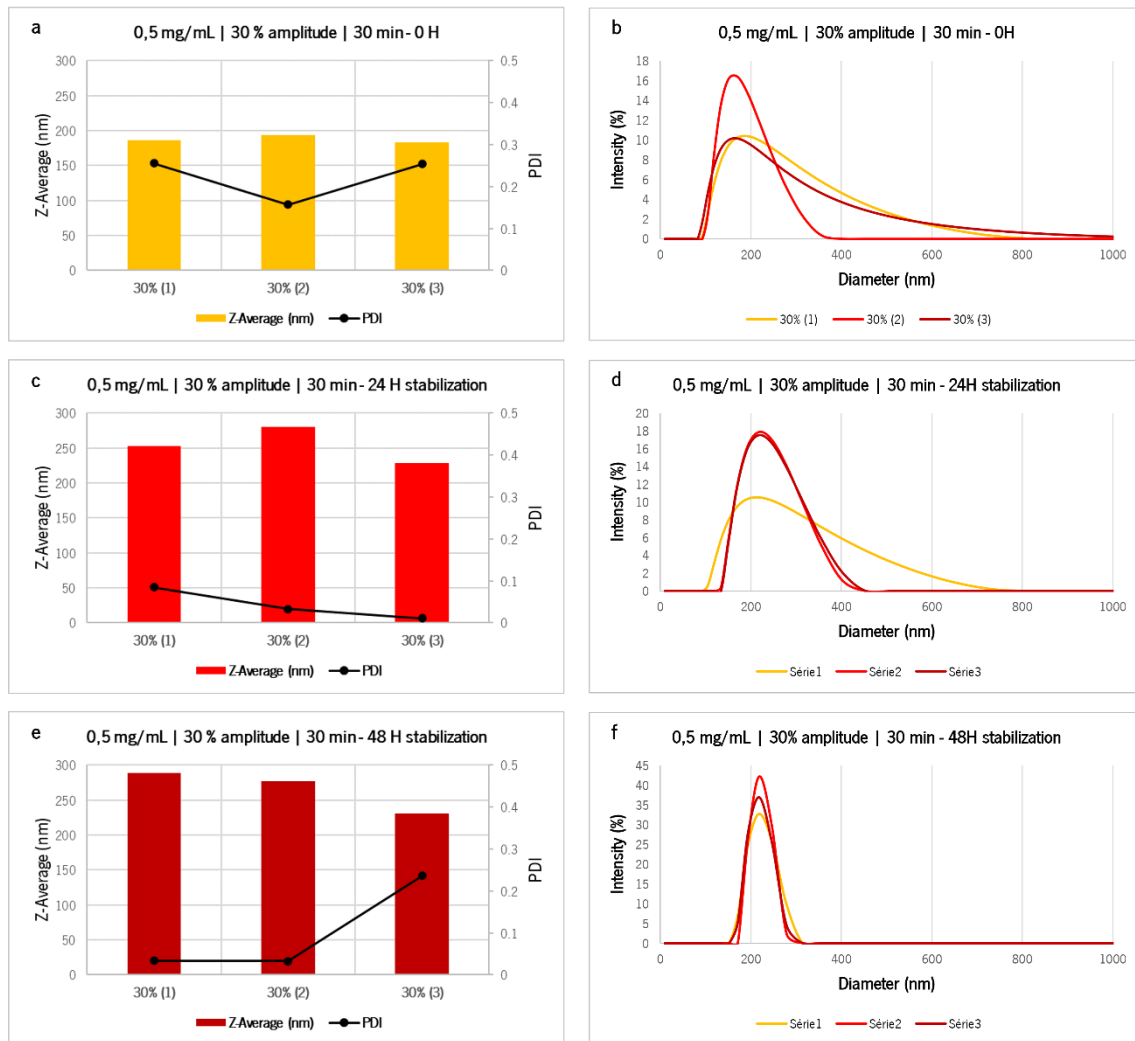 a
0,5 mg/mL | 30 % amplitude | 30 min - 0 H
300
250
200
150
100
50
0
0.5
0.4
0.3
0.2
0.1
0
Z-Average (nm)
PDI
30% (1) 30% (2) 30% (3)
Z-Average (nm) PDI
b
0,5 mg/mL | 30% amplitude | 30 min - 0H
18
16
14
12
10
8
6
4
2
0
Intensity (%)
0 200 400 600 800 1000
Diameter (nm)
30% (1) 30% (2) 30% (3)
c
0,5 mg/mL | 30 % amplitude | 30 min - 24 H stabilization
300
250
200
150
100
50
0
0.5
0.4
0.3
0.2
0.1
0
Z-Average (nm)
PDI
30% (1) 30% (2) 30% (3)
Z-Average (nm) PDI
d
0,5 mg/mL | 30% amplitude | 30 min - 24H stabilization
20
18
16
14
12
10
8
6
4
2
0
Intensity (%)
0 200 400 600 800 1000
Diameter (nm)
Série1 Série2 Série3
e
0,5 mg/mL | 30 % amplitude | 30 min - 48 H stabilization
300
250
200
150
100
50
0
0.5
0.4
0.3
0.2
0.1
0
Z-Average (nm)
PDI
30% (1) 30% (2) 30% (3)
Z-Average (nm) PDI
f
0,5 mg/mL | 30% amplitude | 30 min - 48H stabilization
45
40
35
30
25
20
15
10
5
0
Intensity (%)
0 200 400 600 800 1000
Diameter (nm)
Série1 Série2 Série3